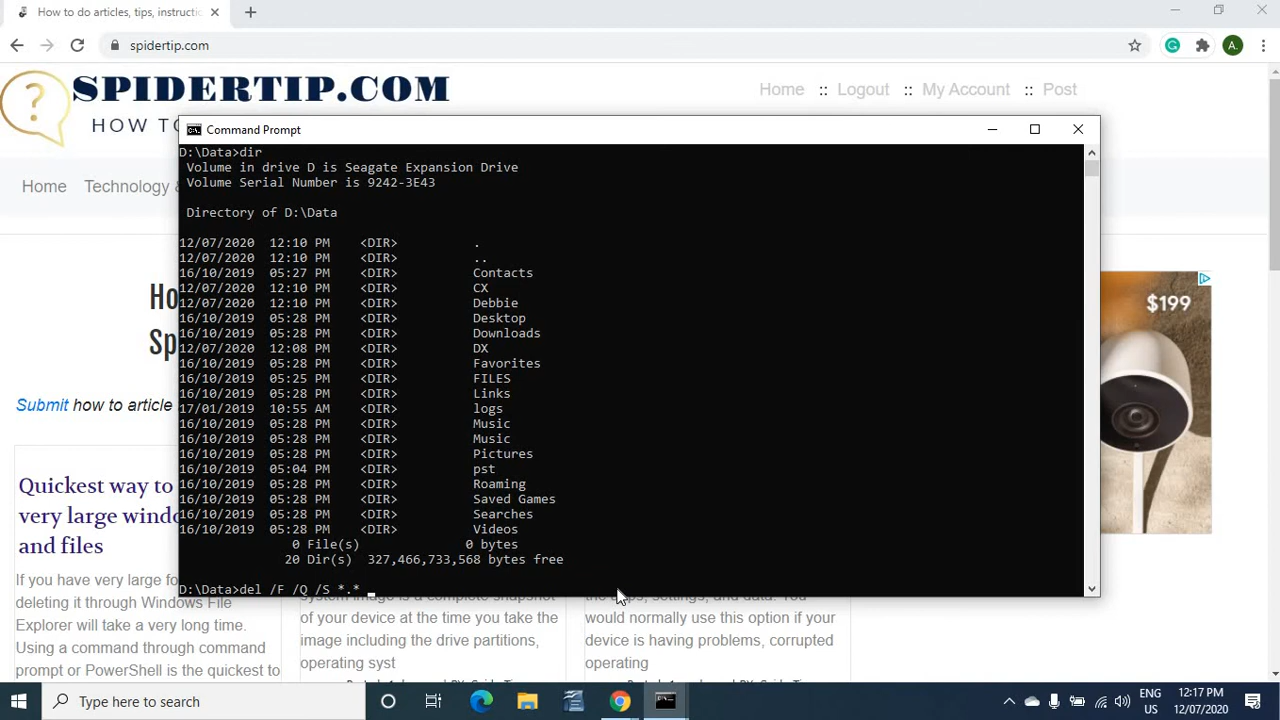 How to do articles, tips, instructi
spidertip.com
A.
SPIDERTIP.COM
Home :: Logout :: My Account :: Post
HOW TO
Home Technology &
Command Prompt
D:\Data>dir
Volume in drive D is Seagate Expansion Drive
Volume Serial Number is 9242-3E43
Directory of D:\Data
12/07/2020 12:10 PM <DIR> .
12/07/2020 12:10 PM <DIR> ..
16/10/2019 05:27 PM <DIR> Contacts
12/07/2020 12:10 PM <DIR> CX
12/07/2020 12:10 PM <DIR> Debbie
16/10/2019 05:28 PM <DIR> Desktop
16/10/2019 05:28 PM <DIR> Downloads
12/07/2020 12:08 PM <DIR> DX
16/10/2019 05:28 PM <DIR> Favorites
16/10/2019 05:25 PM <DIR> FILES
16/10/2019 05:28 PM <DIR> Links
17/01/2019 10:55 AM <DIR> logs
16/10/2019 05:28 PM <DIR> Music
16/10/2019 05:28 PM <DIR> Music
16/10/2019 05:28 PM <DIR> Pictures
16/10/2019 05:04 PM <DIR> pst
16/10/2019 05:28 PM <DIR> Roaming
16/10/2019 05:28 PM <DIR> Saved Games
16/10/2019 05:28 PM <DIR> Searches
16/10/2019 05:28 PM <DIR> Videos
0 File(s) 0 bytes
20 Dir(s) 327,466,733,568 bytes free
D:\Data>del /F /Q /S *.*
$199
Ho
Sp
Submit how to article
Quickest way to
very large windo
and files
If you have very large fo
deleting it through Windows File
Explorer will take a very long time.
Using a command through command
prompt or PowerShell is the quickest to
system image is a complete snapshot
of your device at the time you take the
image including the drive partitions,
operating syst
the apps, settings, and data. You
would normally use this option if your
device is having problems, corrupted
operating
Type here to search
ENG
US
12:17 PM
12/07/2020